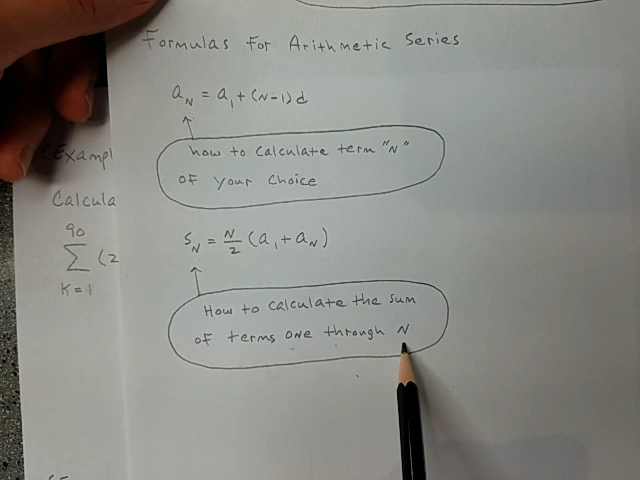 Formulas For Arithmetic Series
a_N = a_1 + (N-1)d
how to calculate term "N"
of your choice
S_N = N/2 (a_1 + a_N)
How to calculate the sum
of terms one through N
(Exampl
Calcula
90
Σ (2
K=1